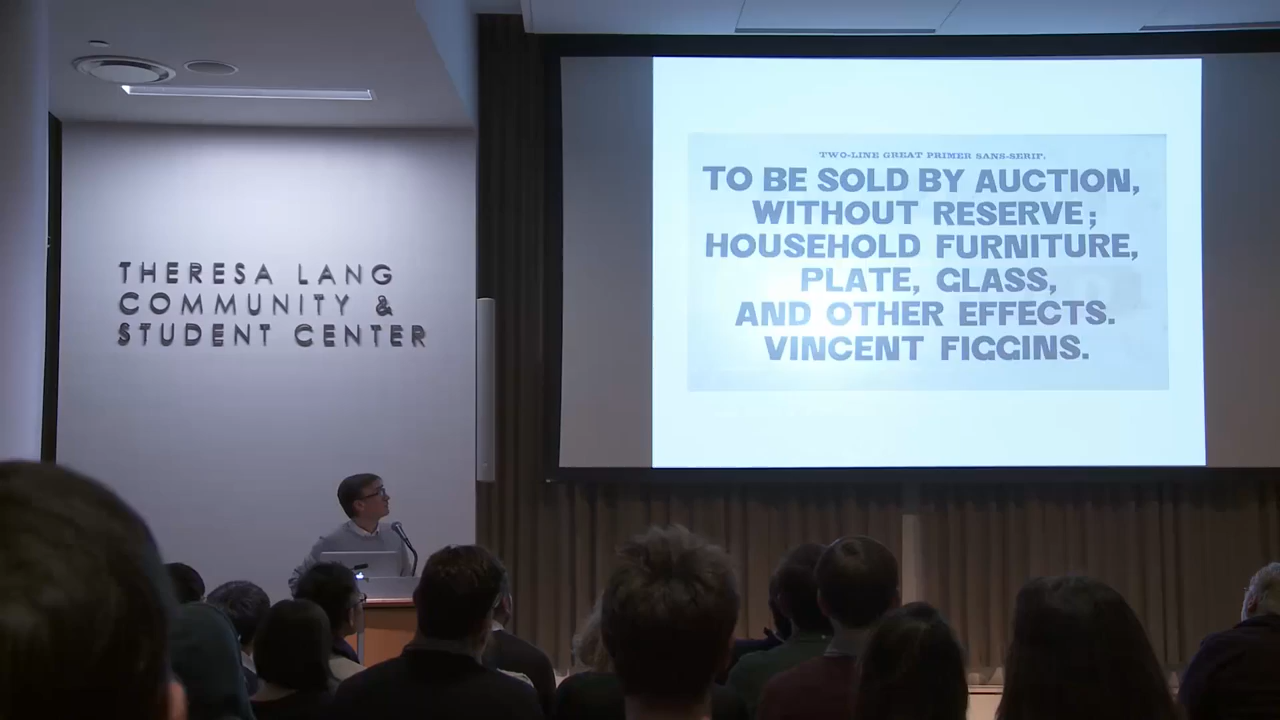 THERESA LANG
COMMUNITY &
STUDENT CENTER
TWO-LINE GREAT PRIMER SANS-SERIF.
TO BE SOLD BY AUCTION,
WITHOUT RESERVE;
HOUSEHOLD FURNITURE,
PLATE, GLASS,
AND OTHER EFFECTS.
VINCENT FIGGINS.